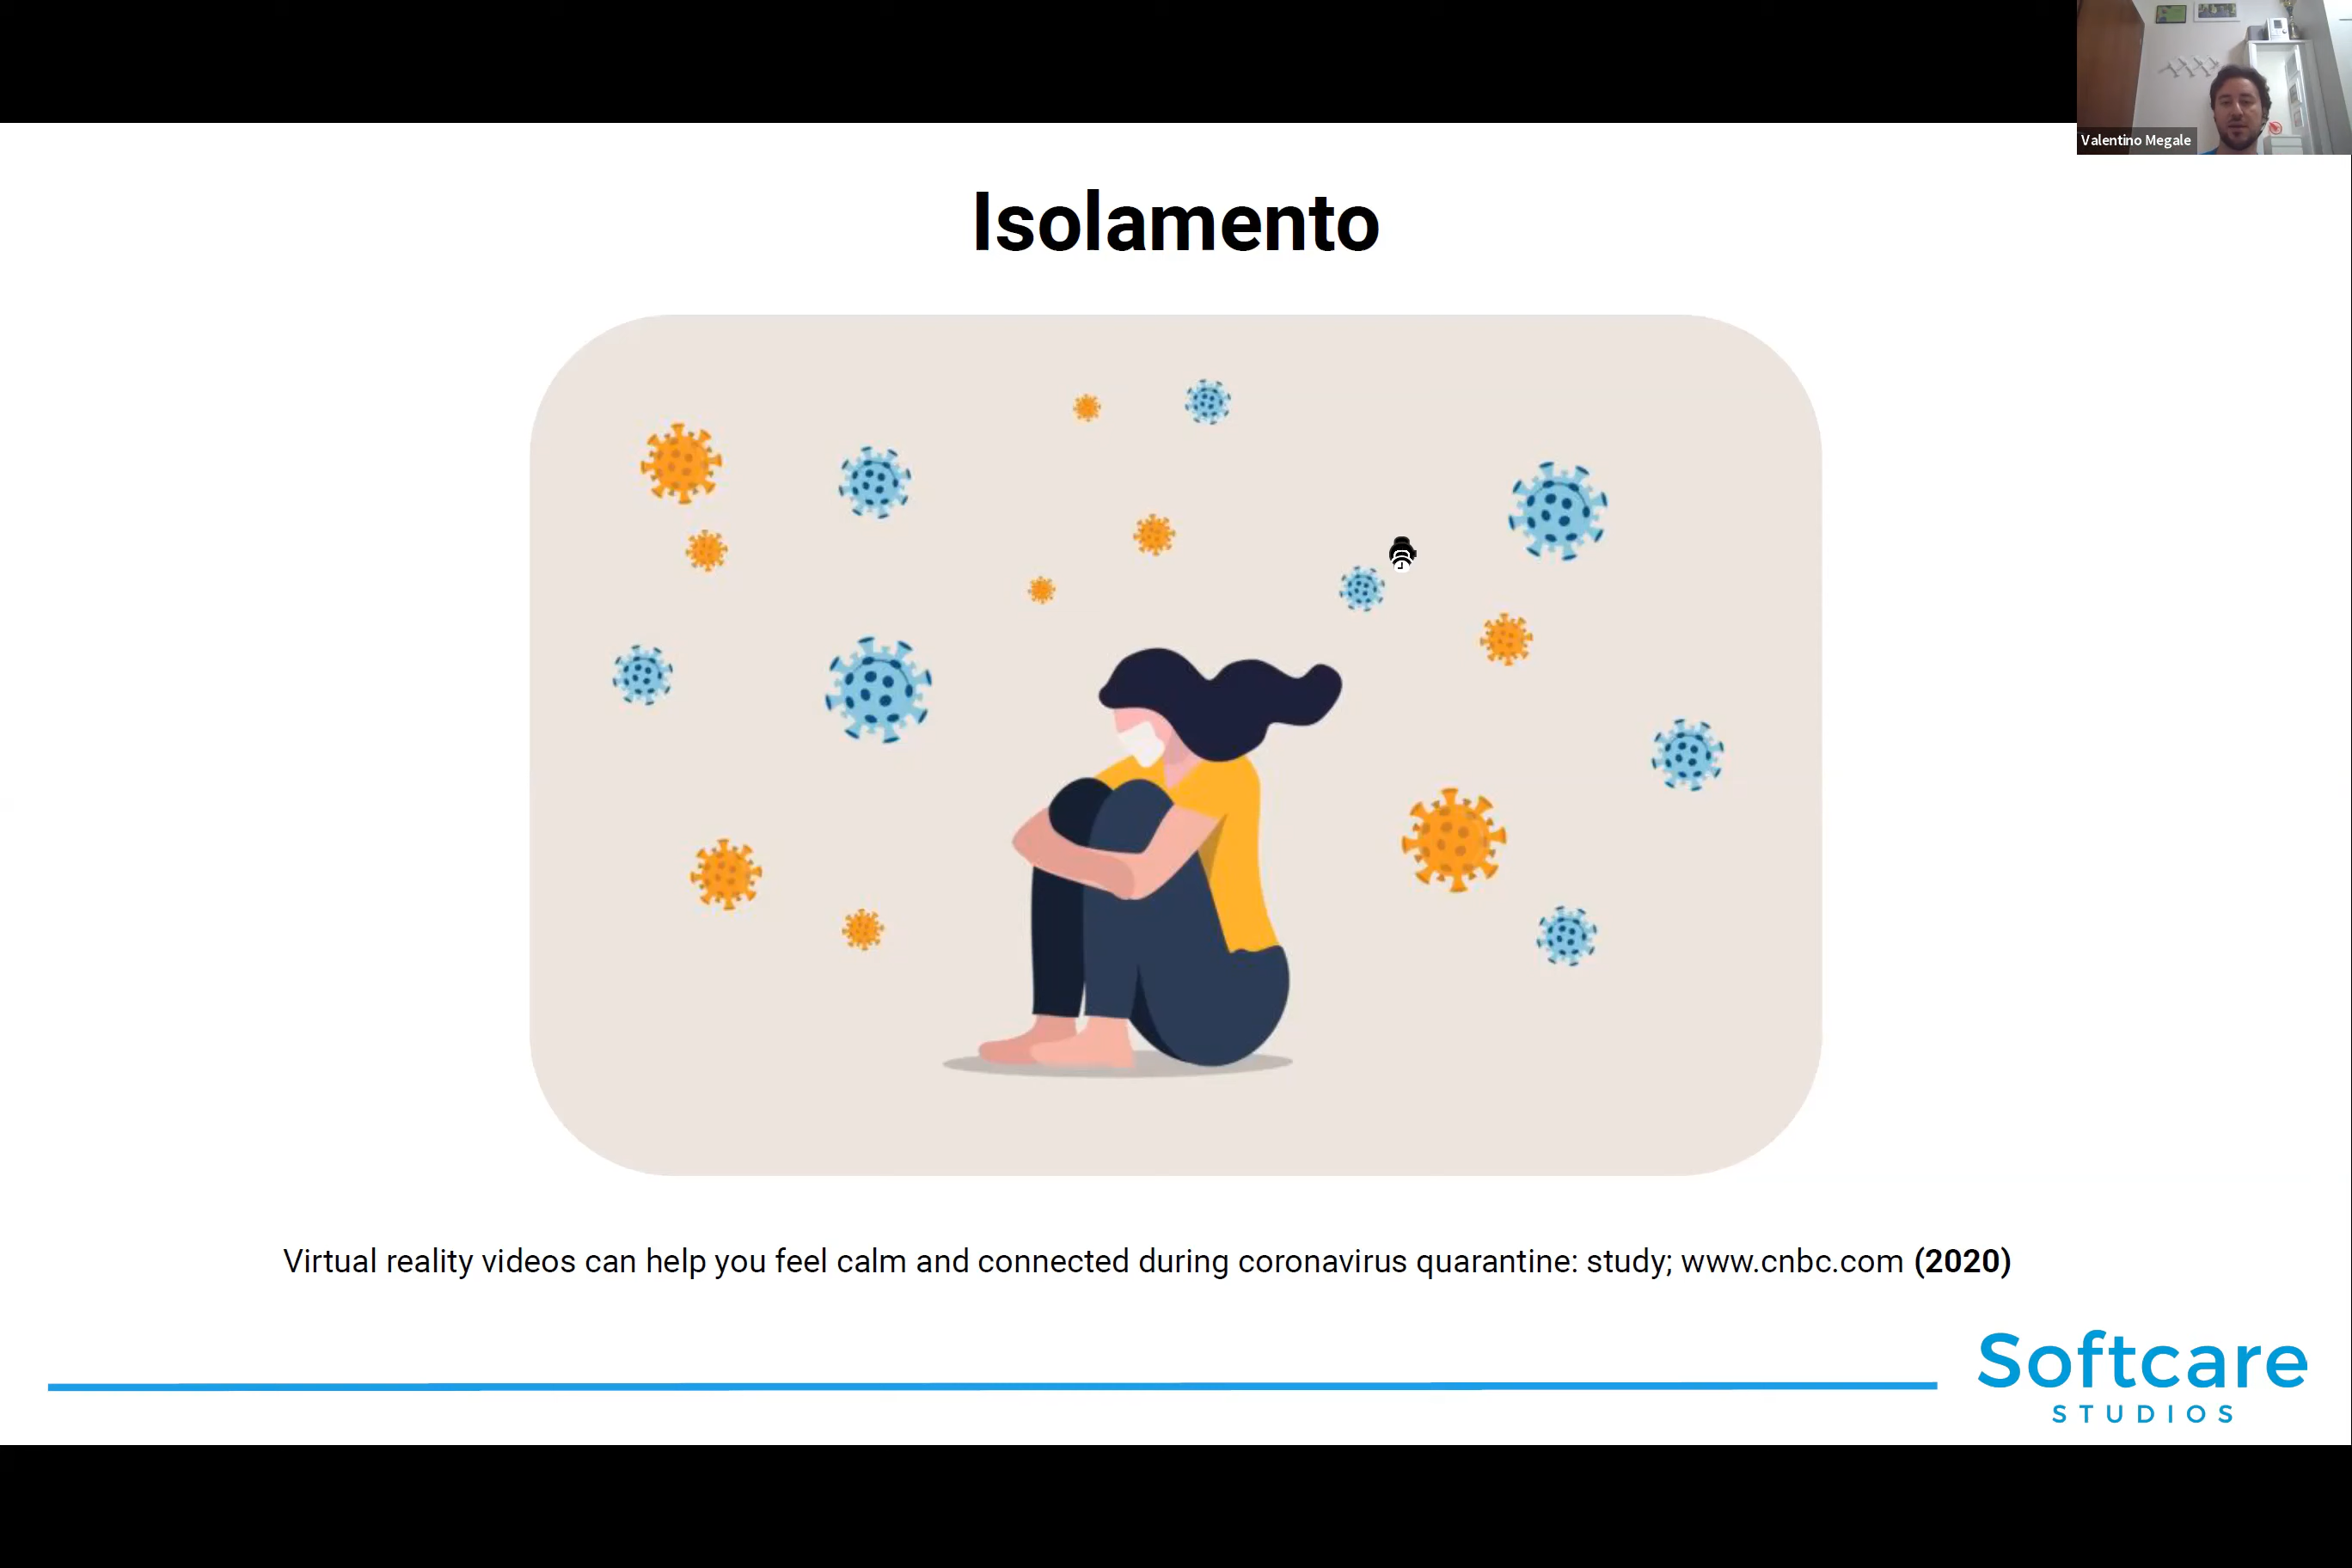 Valentino Megale
Isolamento
Virtual reality videos can help you feel calm and connected during coronavirus quarantine: study; www.cnbc.com (2020)
Softcare
STUDIOS